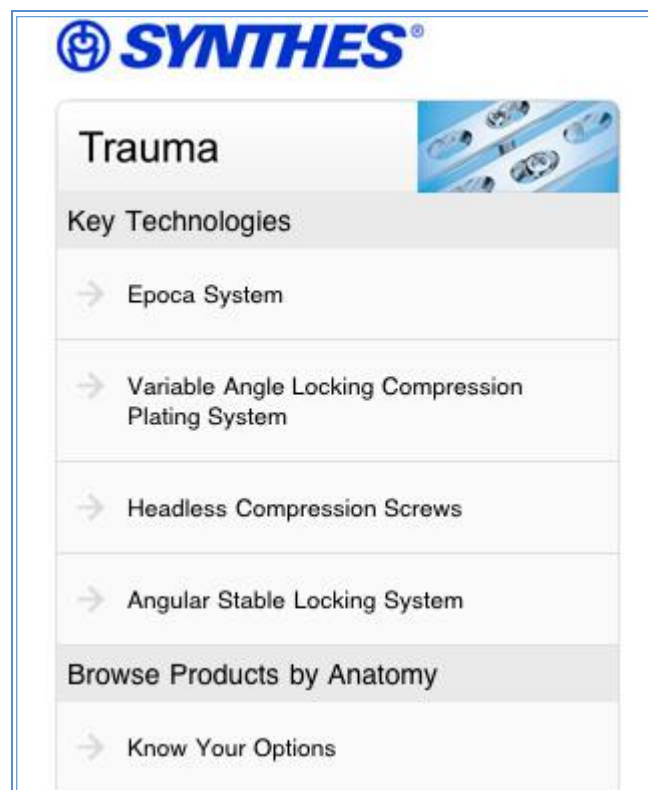 SYNTHES®
Trauma
Key Technologies
Epoca System
Variable Angle Locking Compression
Plating System
Headless Compression Screws
Angular Stable Locking System
Browse Products by Anatomy
Know Your Options